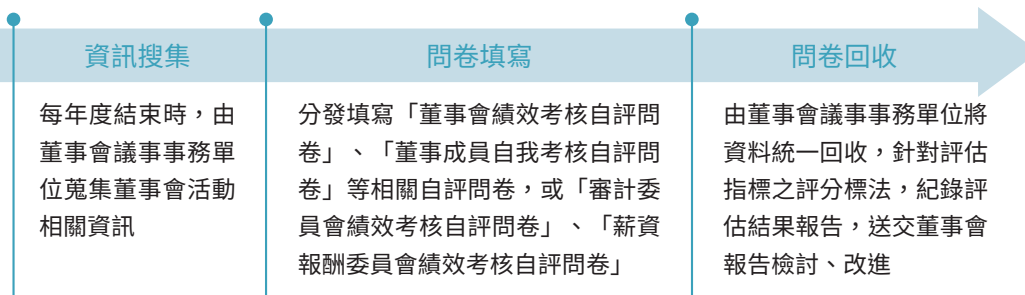 資訊搜集
每年度結束時，由
董事會議事事務單
位蒐集董事會活動
相關資訊
問卷填寫
分發填寫「董事會績效考核自評問
卷」、「董事成員自我考核自評問
卷」等相關自評問卷，或「審計委
員會績效考核自評問卷」、「薪資
報酬委員會績效考核自評問卷」
問卷回收
由董事會議事事務單位將
資料統一回收，針對評估
指標之評分標法，紀錄評
估結果報告，送交董事會
報告檢討、改進